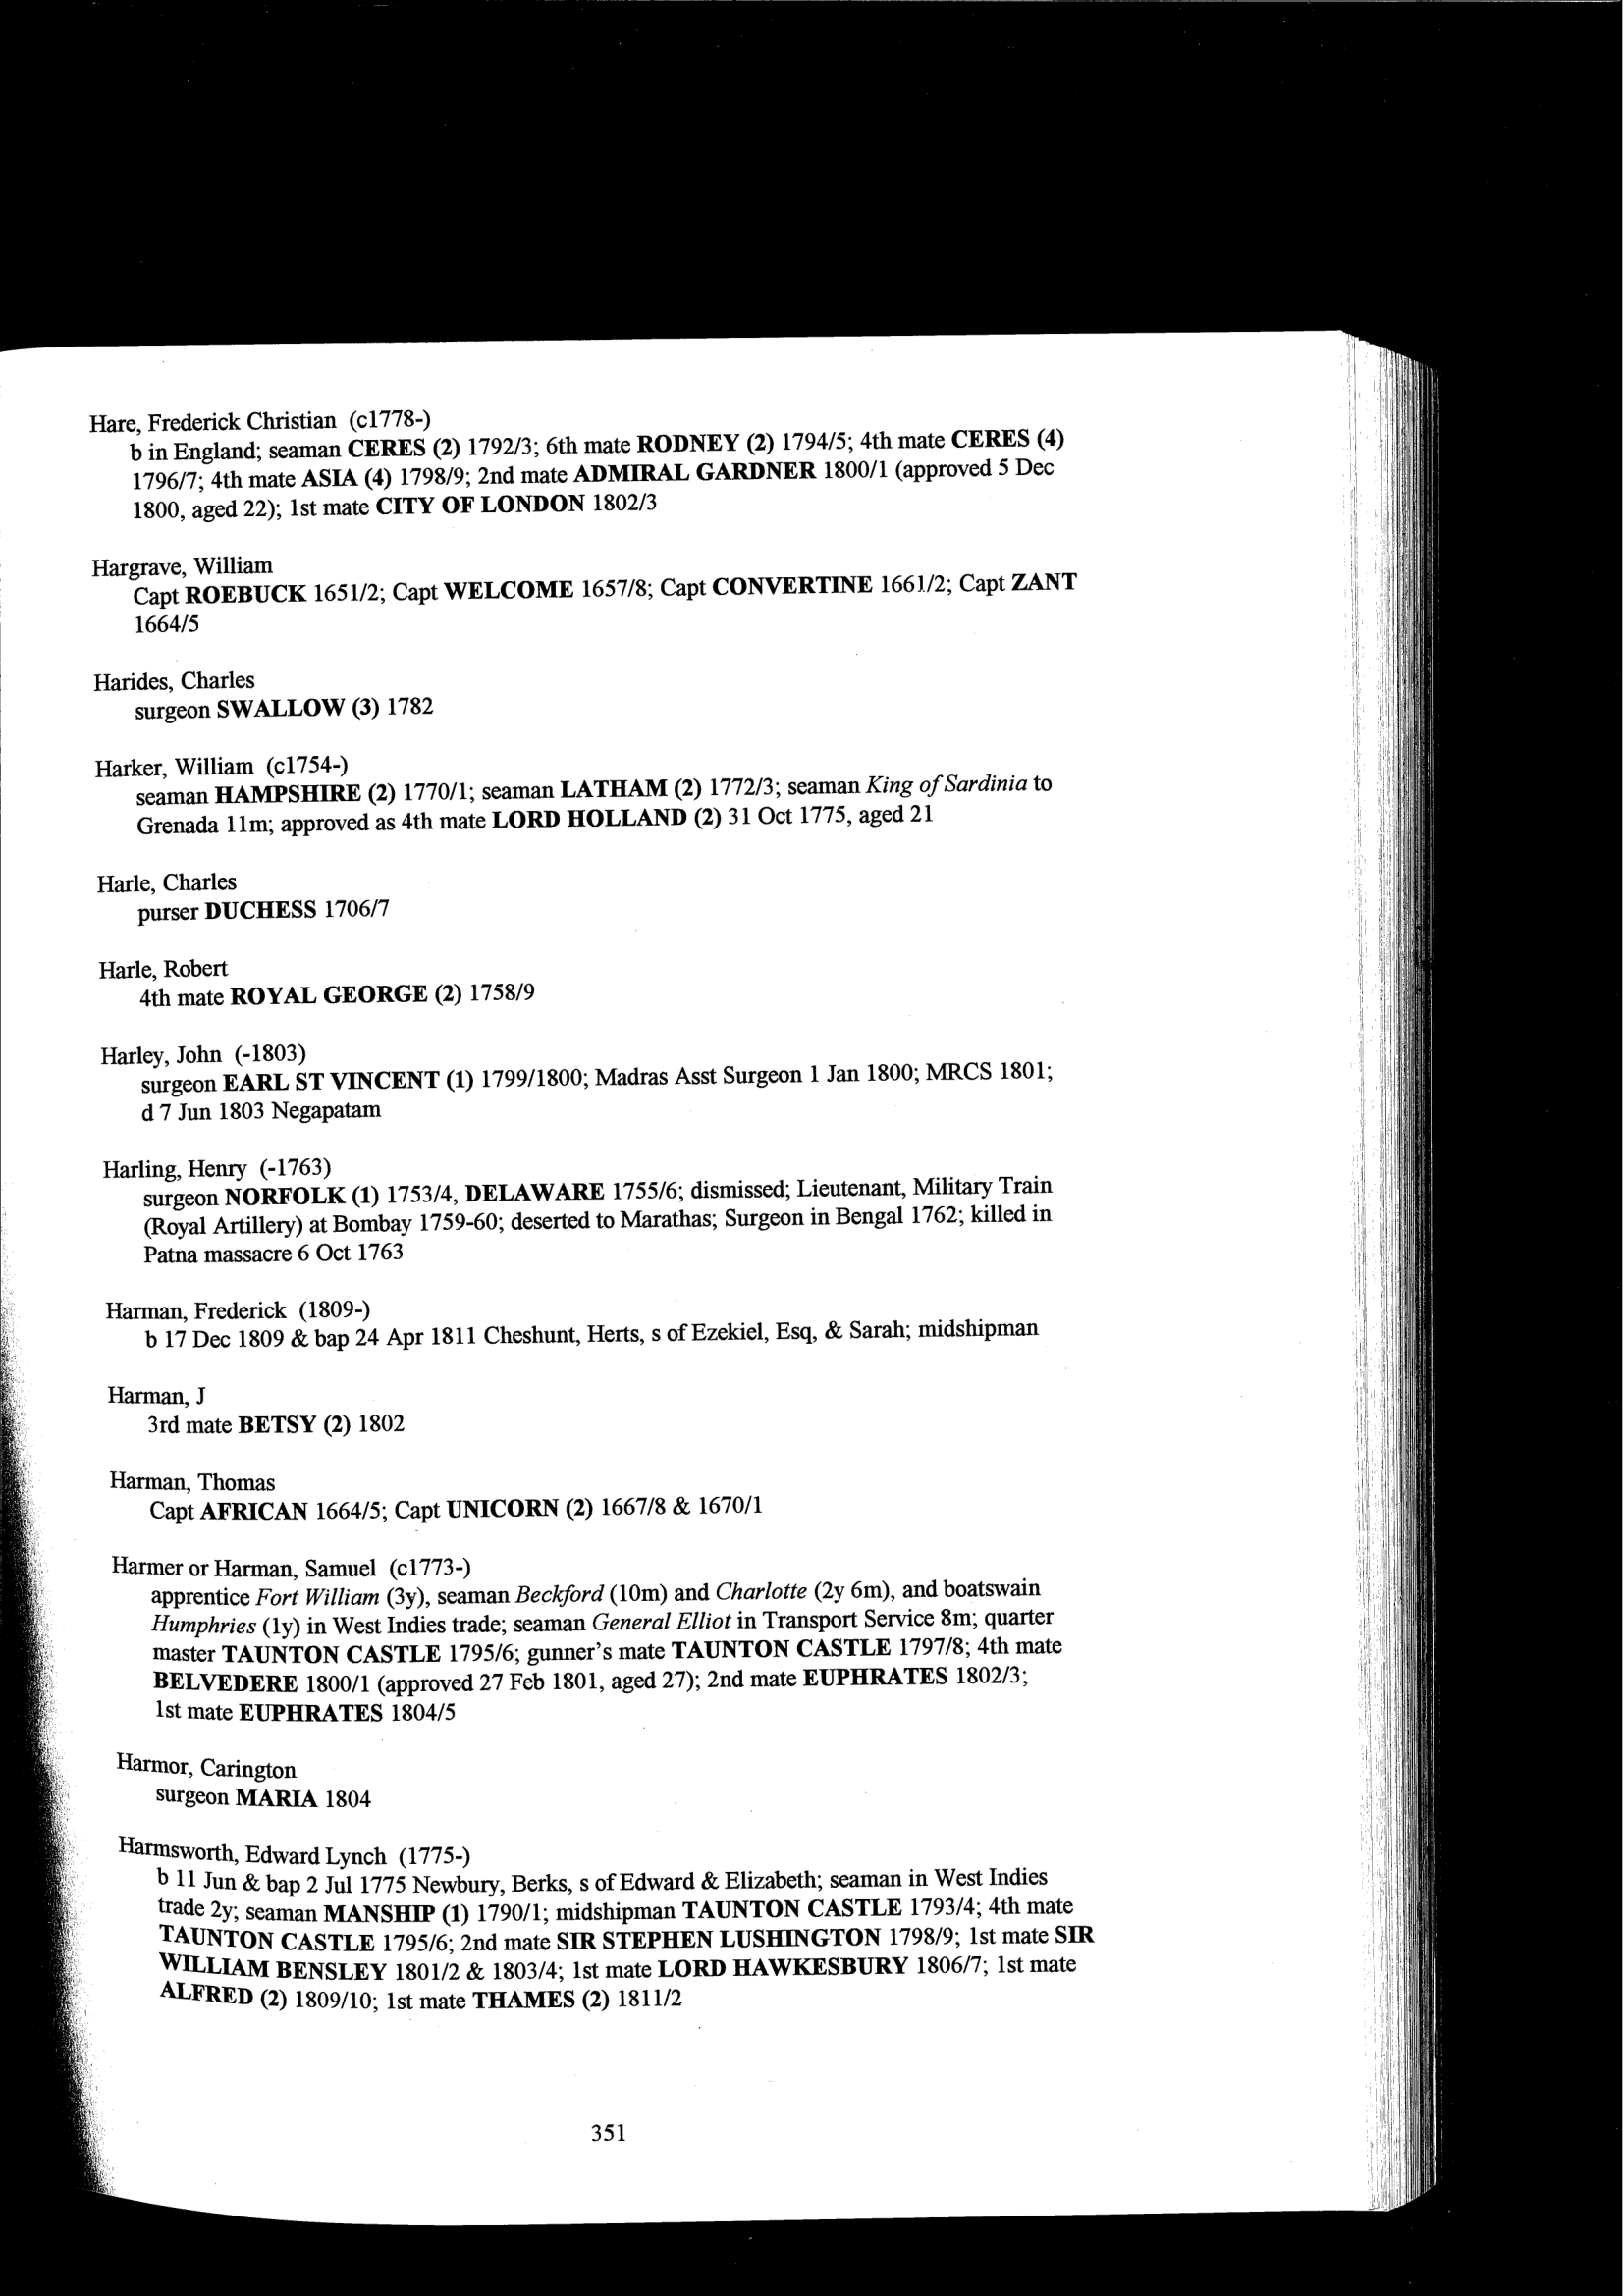 Hare, Frederick Christian (c1778-)
b in England; seaman CERES (2) 1792/3; 6th mate RODNEY (2) 1794/5; 4th mate CERES (4)
1796/7; 4th mate ASIA (4) 1798/9; 2nd mate ADMIRAL GARDNER 1800/1 (approved 5 Dec
1800, aged 22); 1st mate CITY OF LONDON 1802/3
Hargrave, William
Capt ROEBUCK 1651/2; Capt WELCOME 1657/8; Capt CONVERTINE 1661/2; Capt ZANT
1664/5
Harides, Charles
surgeon SWALLOW (3) 1782
Harker, William (c1754-)
seaman HAMPSHIRE (2) 1770/1; seaman LATHAM (2) 1772/3; seaman King of Sardinia to
Grenada 11m; approved as 4th mate LORD HOLLAND (2) 31 Oct 1775, aged 21
Harle, Charles
purser DUCHESS 1706/7
Harle, Robert
4th mate ROYAL GEORGE (2) 1758/9
Harley, John (-1803)
surgeon EARL ST VINCENT (1) 1799/1800; Madras Asst Surgeon 1 Jan 1800; MRCS 1801;
d 7 Jun 1803 Negapatam
Harling, Henry (-1763)
surgeon NORFOLK (1) 1753/4, DELAWARE 1755/6; dismissed; Lieutenant, Military Train
(Royal Artillery) at Bombay 1759-60; deserted to Marathas; Surgeon in Bengal 1762; killed in
Patna massacre 6 Oct 1763
Harman, Frederick (1809-)
b 17 Dec 1809 & bap 24 Apr 1811 Cheshunt, Herts, s of Ezekiel, Esq, & Sarah; midshipman
Harman, J
3rd mate BETSY (2) 1802
Harman, Thomas
Capt AFRICAN 1664/5; Capt UNICORN (2) 1667/8 & 1670/1
Harmer or Harman, Samuel (c1773-)
apprentice Fort William (3y), seaman Beckford (10m) and Charlotte (2y 6m), and boatswain
Humphries (1y) in West Indies trade; seaman General Elliot in Transport Service 8m; quarter
master TAUNTON CASTLE 1795/6; gunner's mate TAUNTON CASTLE 1797/8; 4th mate
BELVEDERE 1800/1 (approved 27 Feb 1801, aged 27); 2nd mate EUPHRATES 1802/3;
1st mate EUPHRATES 1804/5
Harmor, Carington
surgeon MARIA 1804
Harmsworth, Edward Lynch (1775-)
b 11 Jun & bap 2 Jul 1775 Newbury, Berks, s of Edward & Elizabeth; seaman in West Indies
trade 2y; seaman MANSHIP (1) 1790/1; midshipman TAUNTON CASTLE 1793/4; 4th mate
TAUNTON CASTLE 1795/6; 2nd mate SIR STEPHEN LUSHINGTON 1798/9; 1st mate SIR
WILLIAM BENSLEY 1801/2 & 1803/4; 1st mate LORD HAWKESBURY 1806/7; 1st mate
ALFRED (2) 1809/10; 1st mate THAMES (2) 1811/2
351